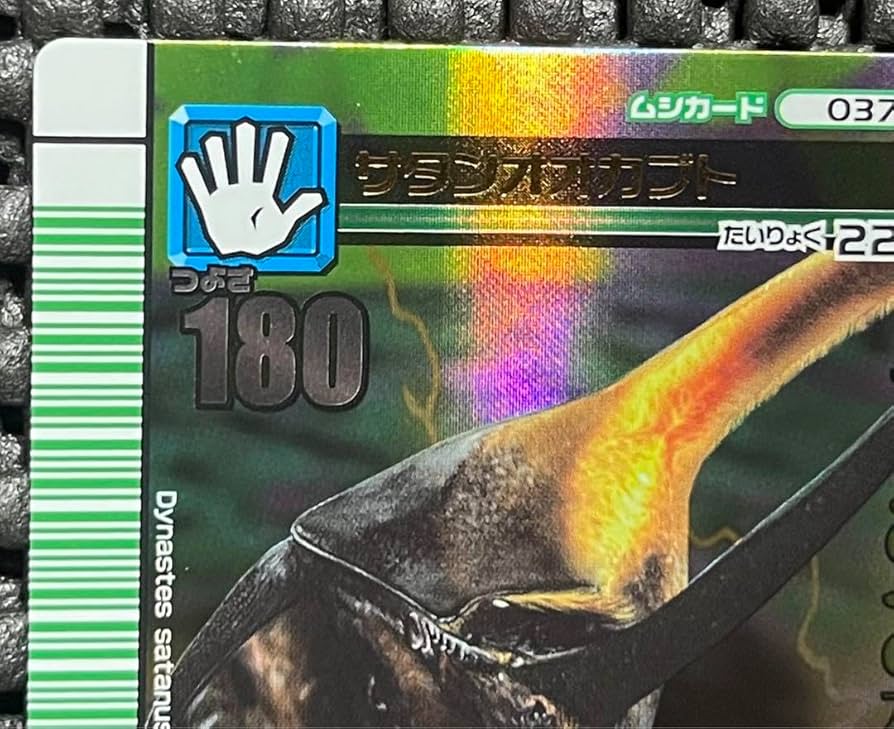 ムシカード 037
サタンオオカブト
たいりょく 22
つよさ
180
Dynastes satanus